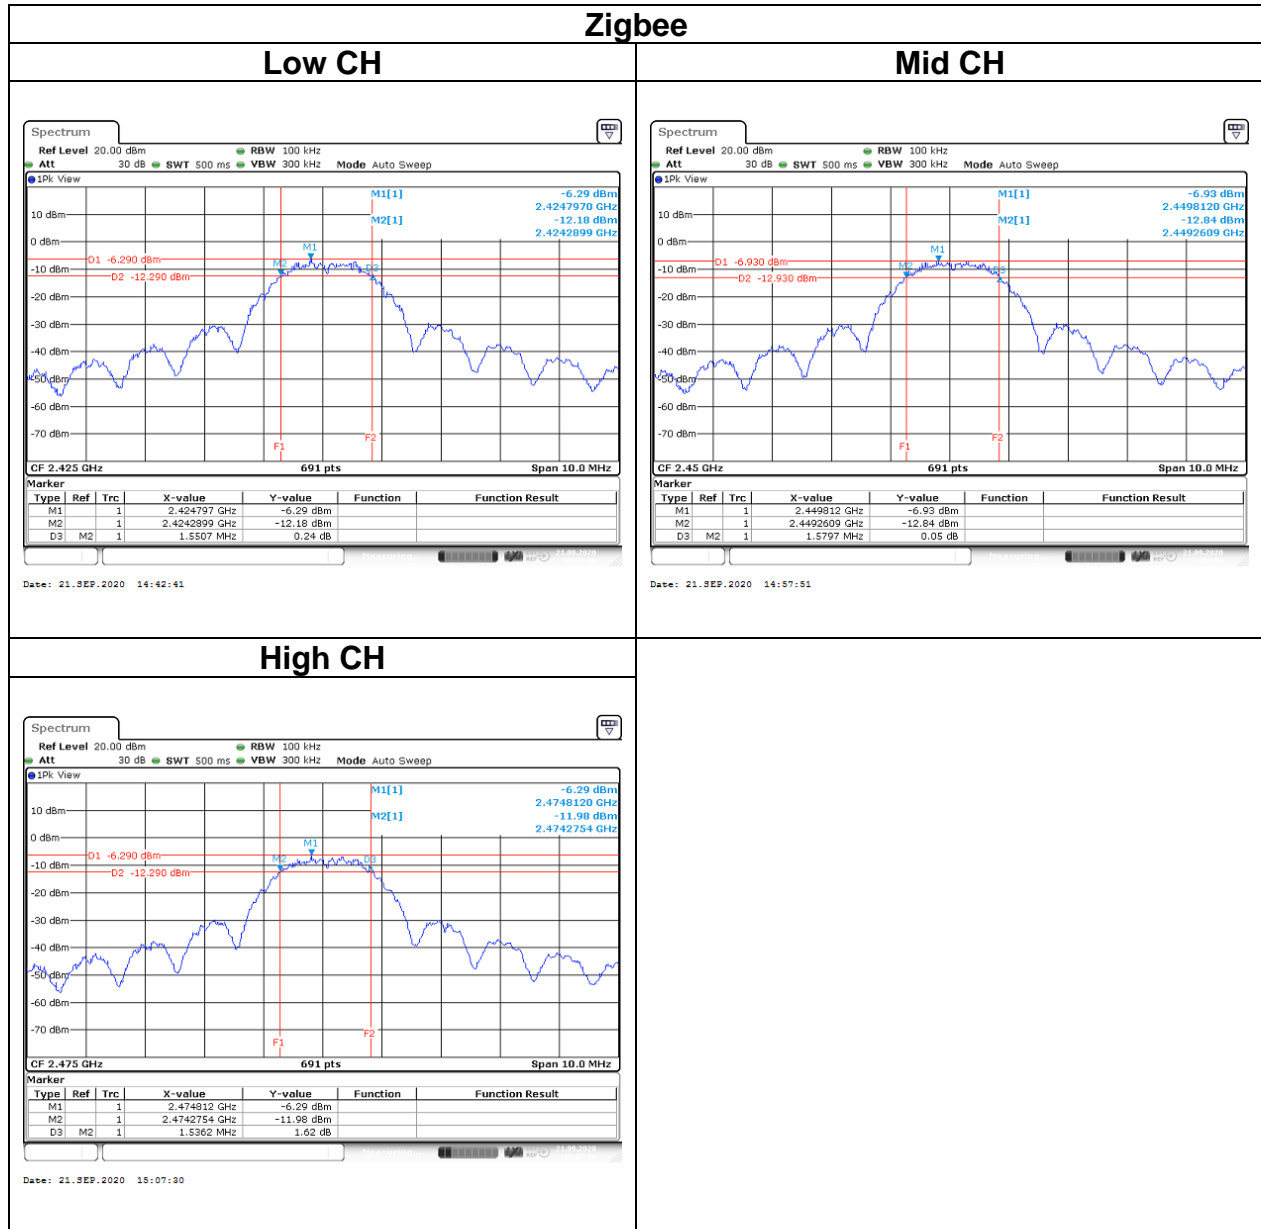 Zigbee
Low CH
Mid CH
Spectrum
Ref Level 20.00 dBm RBW 100 kHz
Att 30 dB SWT 500 ms VBW 300 kHz Mode Auto Sweep
1Pk View
M1[1] -6.29 dBm
2.4247970 GHz
M2[1] -12.18 dBm
2.4242899 GHz
10 dBm
0 dBm
M1
D1 -6.290 dBm
M2
D3
-10 dBm
D2 -12.290 dBm
-20 dBm
-30 dBm
-40 dBm
-50 dBm
-60 dBm
-70 dBm
F1
F2
CF 2.425 GHz 691 pts Span 10.0 MHz
Marker
Type Ref Trc X-value Y-value Function Function Result
M1 1 2.424797 GHz -6.29 dBm
M2 1 2.4242899 GHz -12.18 dBm
D3 M2 1 1.5507 MHz 0.24 dB
Date: 21.SEP.2020 14:42:41
Spectrum
Ref Level 20.00 dBm RBW 100 kHz
Att 30 dB SWT 500 ms VBW 300 kHz Mode Auto Sweep
1Pk View
M1[1] -6.93 dBm
2.4498120 GHz
M2[1] -12.84 dBm
2.4492609 GHz
10 dBm
0 dBm
M1
D1 -6.930 dBm
M2
D3
-10 dBm
D2 -12.930 dBm
-20 dBm
-30 dBm
-40 dBm
-50 dBm
-60 dBm
-70 dBm
F1
F2
CF 2.45 GHz 691 pts Span 10.0 MHz
Marker
Type Ref Trc X-value Y-value Function Function Result
M1 1 2.449812 GHz -6.93 dBm
M2 1 2.4492609 GHz -12.84 dBm
D3 M2 1 1.5797 MHz 0.05 dB
Date: 21.SEP.2020 14:57:51
High CH
Spectrum
Ref Level 20.00 dBm RBW 100 kHz
Att 30 dB SWT 500 ms VBW 300 kHz Mode Auto Sweep
1Pk View
M1[1] -6.29 dBm
2.4748120 GHz
M2[1] -11.98 dBm
2.4742754 GHz
10 dBm
0 dBm
M1
D1 -6.290 dBm
M2
D3
-10 dBm
D2 -12.290 dBm
-20 dBm
-30 dBm
-40 dBm
-50 dBm
-60 dBm
-70 dBm
F1
F2
CF 2.475 GHz 691 pts Span 10.0 MHz
Marker
Type Ref Trc X-value Y-value Function Function Result
M1 1 2.474812 GHz -6.29 dBm
M2 1 2.4742754 GHz -11.98 dBm
D3 M2 1 1.5362 MHz 1.62 dB
Date: 21.SEP.2020 15:07:30